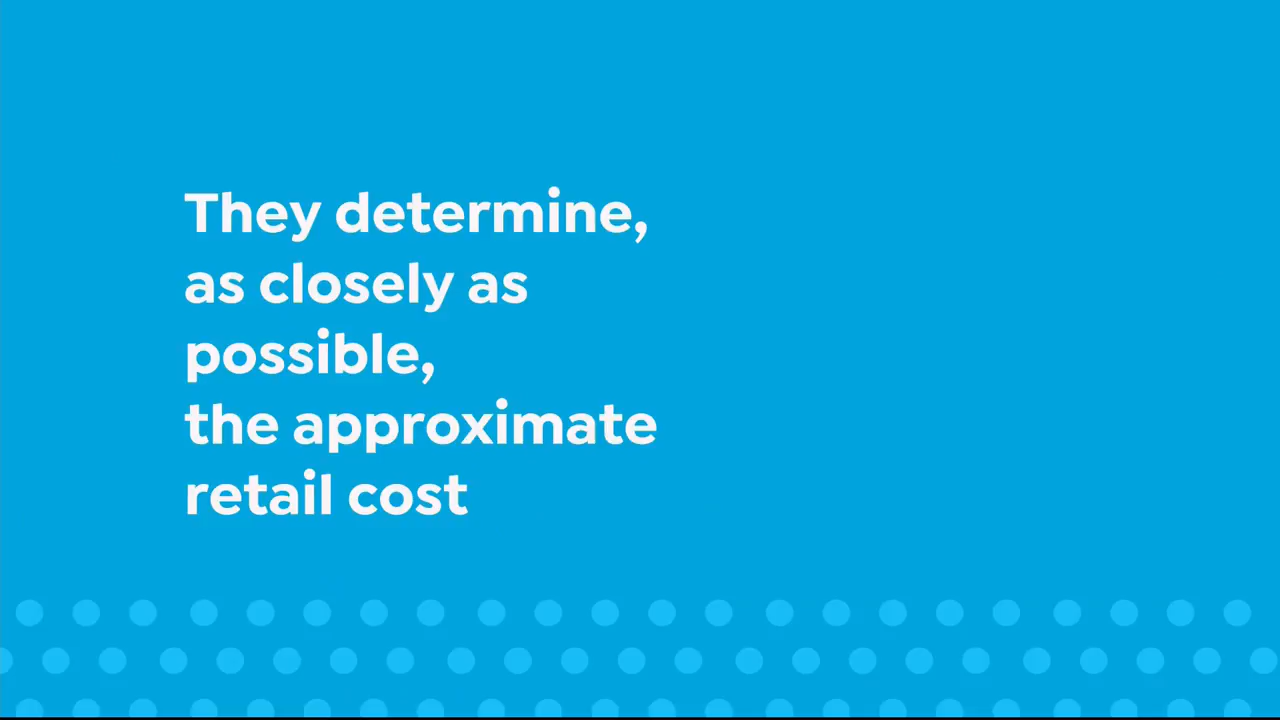 They determine,
as closely as
possible,
the approximate
retail cost